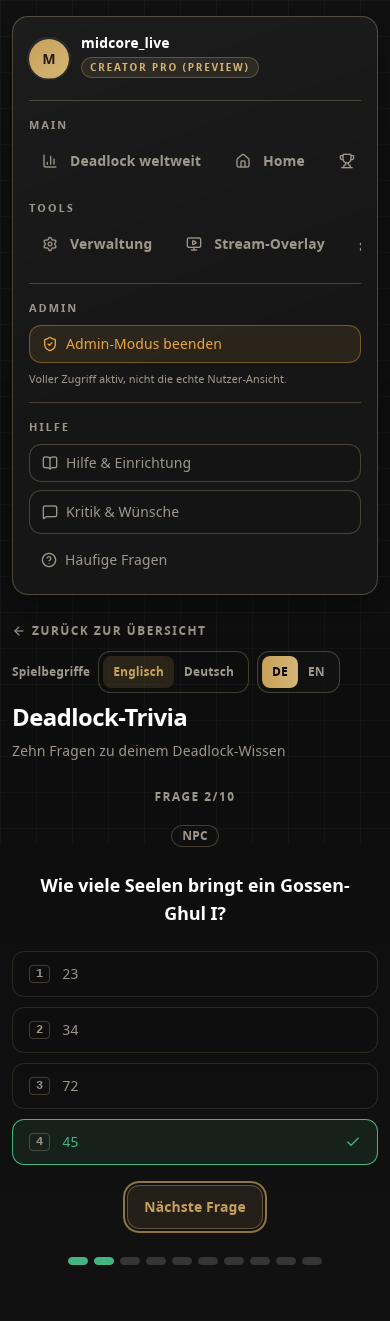 M
midcore_live
CREATOR PRO (PREVIEW)
MAIN
Deadlock weltweit
Home
TOOLS
Verwaltung
Stream-Overlay
ADMIN
Admin-Modus beenden
Voller Zugriff aktiv, nicht die echte Nutzer-Ansicht.
HILFE
Hilfe & Einrichtung
Kritik & Wünsche
Häufige Fragen
ZURÜCK ZUR ÜBERSICHT
Spielbegriffe Englisch Deutsch DE EN
Deadlock-Trivia
Zehn Fragen zu deinem Deadlock-Wissen
FRAGE 2/10
NPC
Wie viele Seelen bringt ein Gossen-
Ghul I?
1 23
2 34
3 72
4 45
Nächste Frage